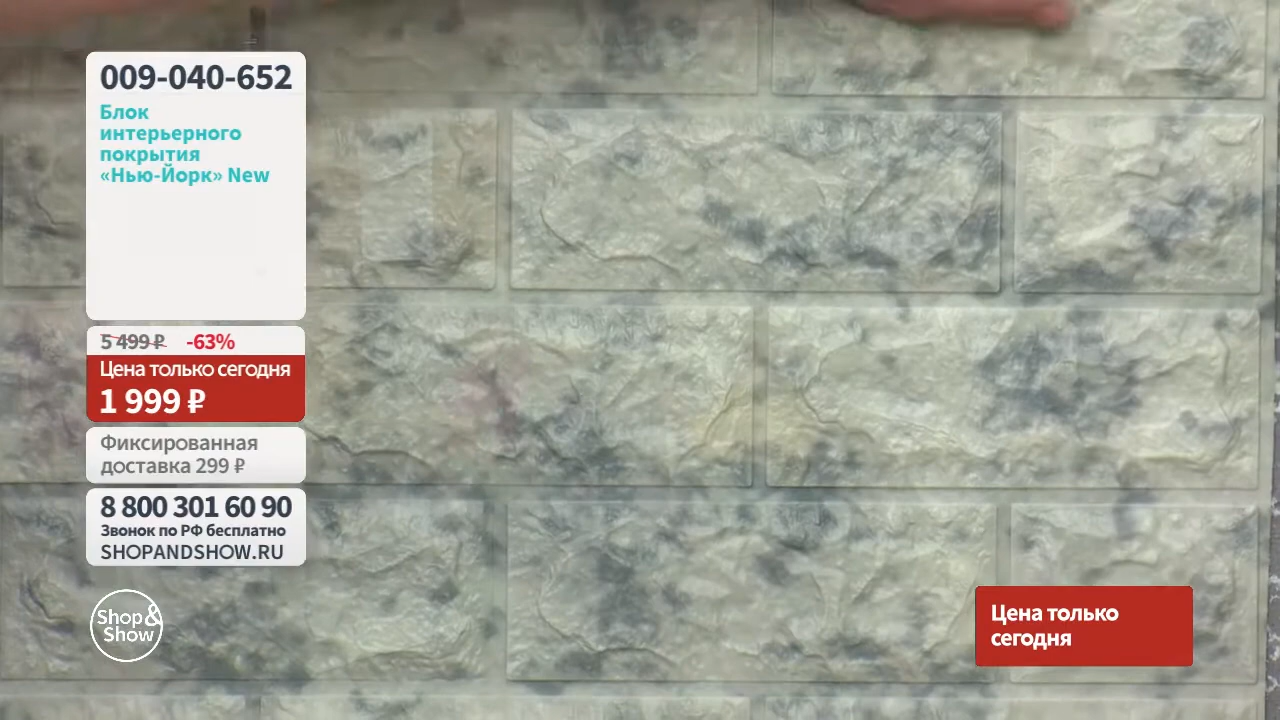 009-040-652
Блок
интерьерного
покрытия
«Нью-Йорк» New
5 499 ₽ -63%
Цена только сегодня
1 999 ₽
Фиксированная
доставка 299 ₽
8 800 301 60 90
Звонок по РФ бесплатно
SHOPANDSHOW.RU
Shop&
Show
Цена только
сегодня